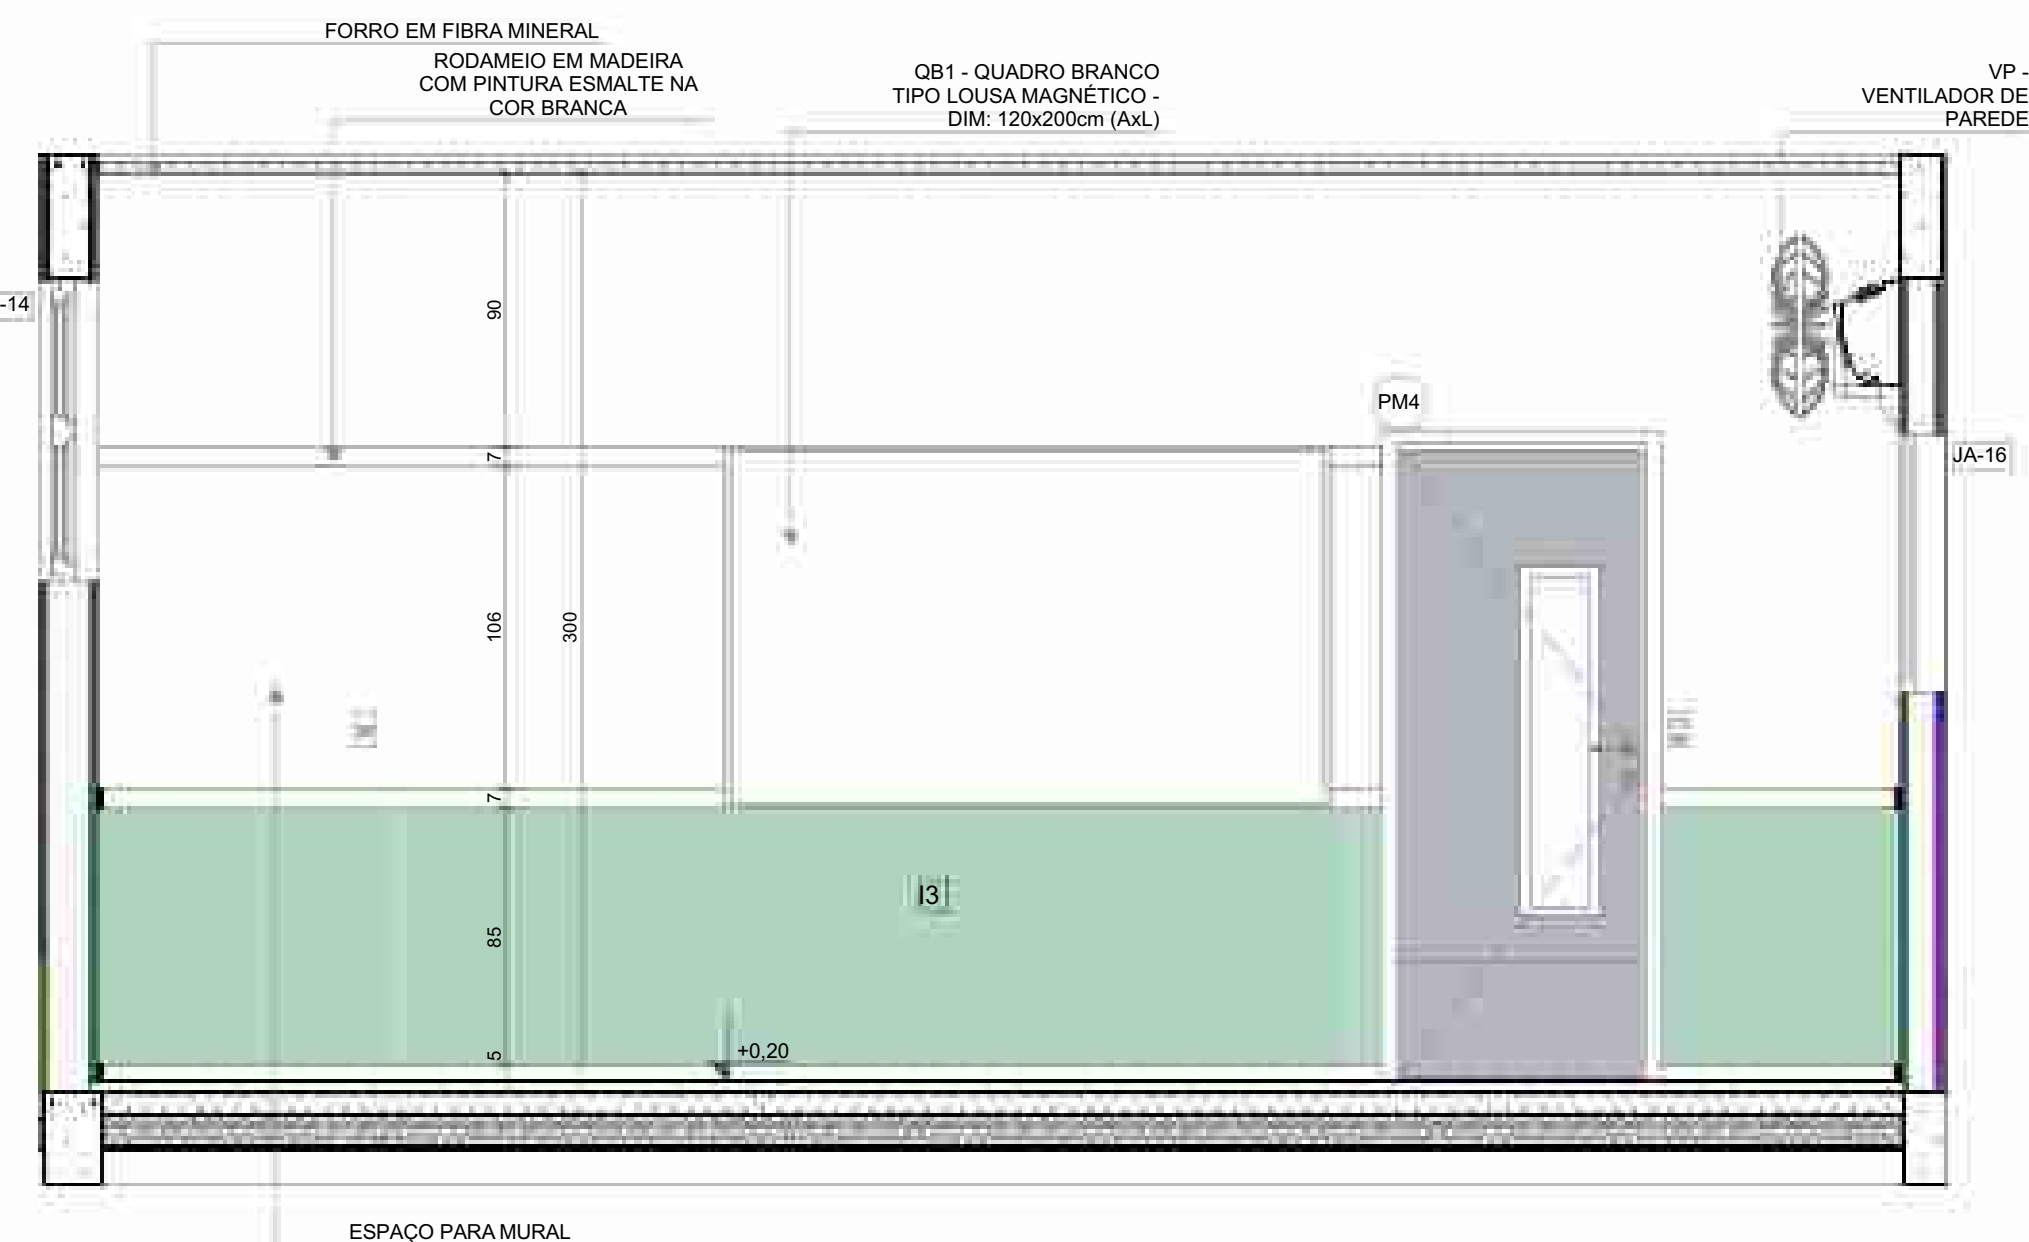 FORRO EM FIBRA MINERAL
RODAMEIO EM MADEIRA
COM PINTURA ESMALTE NA
COR BRANCA
QB1 - QUADRO BRANCO
TIPO LOUSA MAGNÉTICO -
DIM: 120x200cm (AxL)
VP -
VENTILADOR DE
PAREDE
-14
90
PM4
7
JA-16
106
300
7
I3
85
5
+0,20
ESPAÇO PARA MURAL